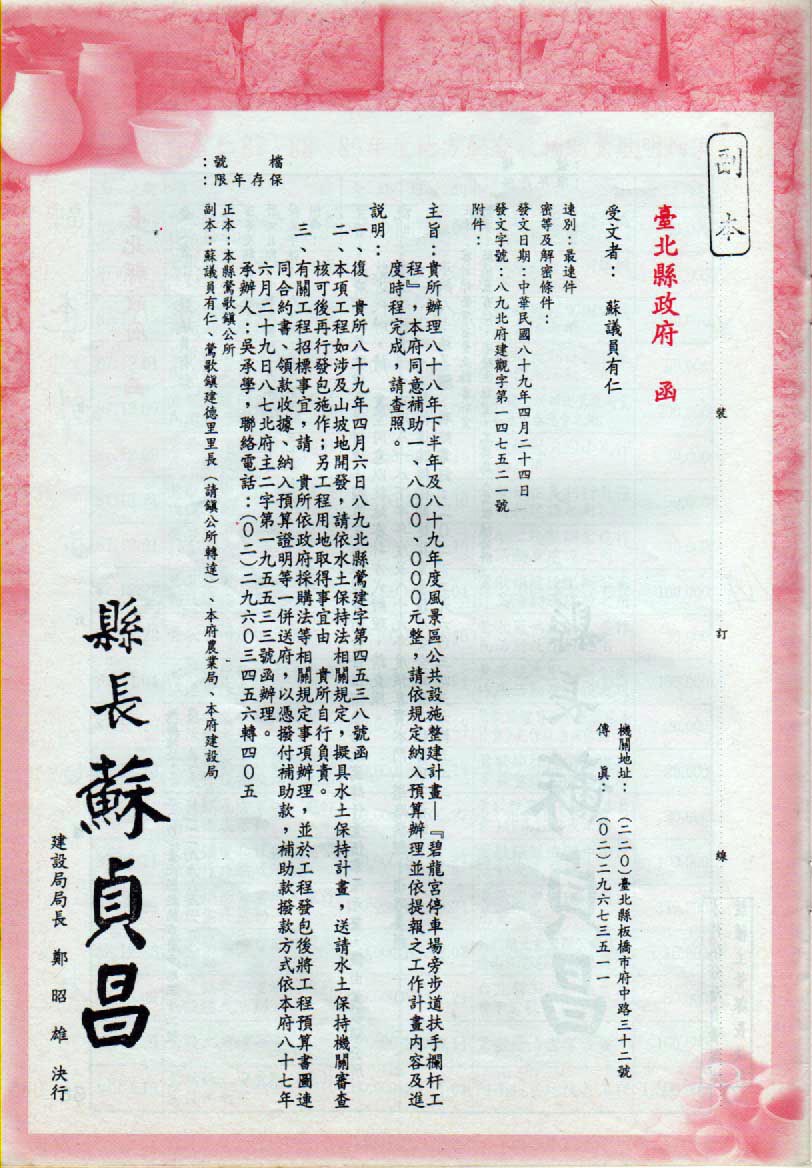 副本
裝
訂
線
檔號：
保存年限：
臺北縣政府　函
機關地址：（二二０）臺北縣板橋市府中路三十二號
傳真：（０二）二九六七三五一一
受文者：　蘇議員有仁
速別：最速件
密等及解密條件：
發文日期：中華民國八十九年四月二十四日
發文字號：八九北府建觀字第一四七五二一號
附件：
主旨：貴所辦理八十八年下半年及八十九年度風景區公共設施整建計畫—『碧龍宮停車場旁步道扶手欄杆工
程』，本府同意補助一、八００、０００元整，請依規定納入預算辦理並依提報之工作計畫內容及進
度時程完成，請查照。
說明：
一、復　貴所八十九年四月六日八九北縣鶯建字第四五三八號函
二、本項工程如涉及山坡地開發，請依水土保持法相關規定，擬具水土保持計畫，送請水土保持機關審查
核可後再行發包施作；另工程用地取得事宜由　貴所自行負責。
三、有關工程招標事宜，請　貴所依政府採購法等相關規定事項辦理，並於工程發包後將工程預算書圖連
同合約書、領款收據、納入預算證明等一併送府，以憑撥付補助款，補助款撥款方式依本府八十七年
六月二十九日八七北府主二字第一九五五三三號函辦理。
承辦人：吳承學，聯絡電話：（０二）二九六０三四五六轉四０五
正本：本縣鶯歌鎮公所
副本：蘇議員有仁、鶯歌鎮建德里里長（請鎮公所轉達）、本府農業局、本府建設局
縣長蘇貞昌
建設局局長　鄭昭雄　決行